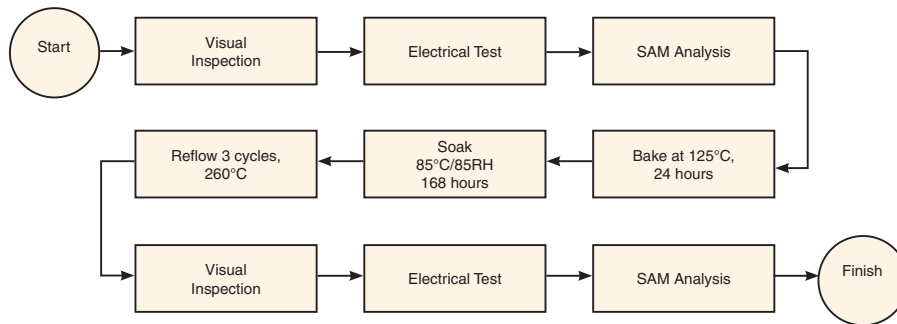 Start
Visual
Inspection
Electrical Test
SAM Analysis
Bake at 125°C,
24 hours
Soak
85°C/85RH
168 hours
Reflow 3 cycles,
260°C
Visual
Inspection
Electrical Test
SAM Analysis
Finish